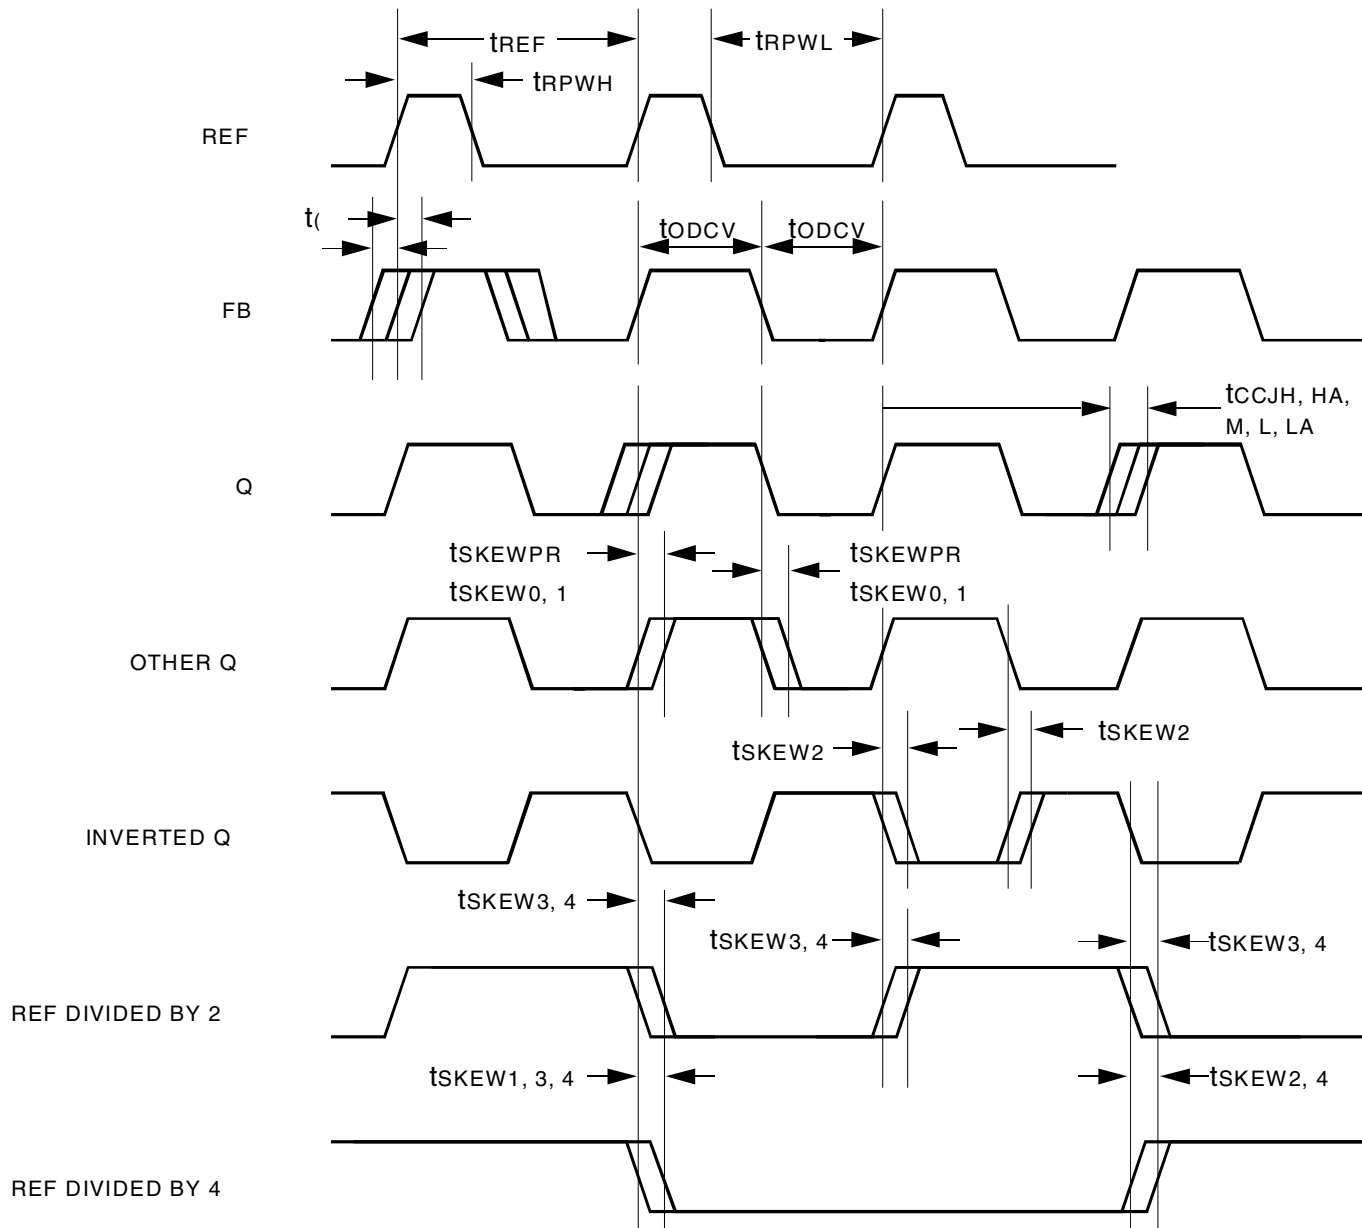 tREF
tRPWL
tRPWH
REF
t(
tODCV
tODCV
FB
tCCJH, HA,
M, L, LA
Q
tSKEWPR
tSKEW0, 1
tSKEWPR
tSKEW0, 1
OTHER Q
tSKEW2
tSKEW2
INVERTED Q
tSKEW3, 4
tSKEW3, 4
tSKEW3, 4
REF DIVIDED BY 2
tSKEW1, 3, 4
tSKEW2, 4
REF DIVIDED BY 4